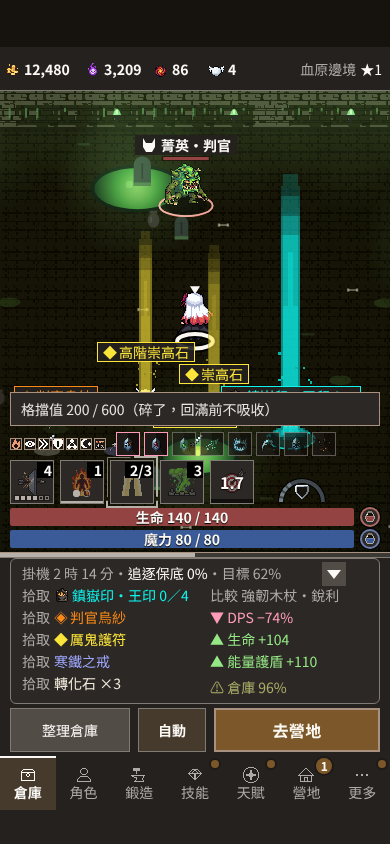 12,480 3,209 86 4 血原邊境 ★1
菁英・判官
高階崇高石
崇高石
格擋值 200 / 600（碎了，回滿前不吸收）
4 1 2/3 3 1.7
生命 140 / 140
魔力 80 / 80
掛機 2 時 14 分・追逐保底 0%・目標 62%
拾取 鎮嶽印・王印 0／4
拾取 判官烏紗
拾取 厲鬼護符
拾取 寒鐵之戒
拾取 轉化石 ×3
比較 強韌木杖・銳利
▼ DPS −74%
▲ 生命 +104
▲ 能量護盾 +110
⚠ 倉庫 96%
整理倉庫 自動 去營地
倉庫 角色 鍛造 技能 天賦 營地 1 更多